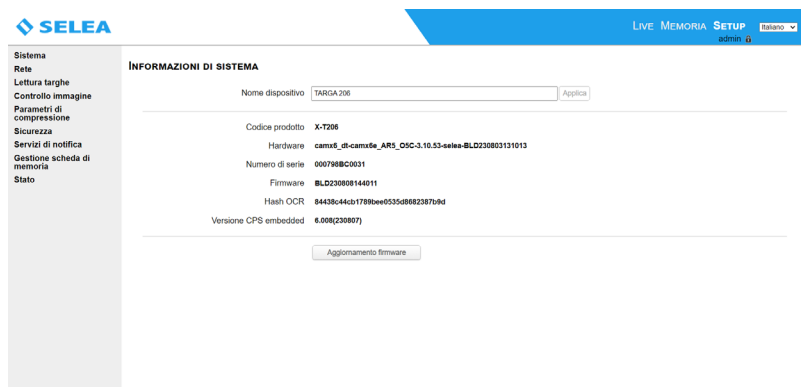 SELEA
LIVE MEMORIA SETUP Italiano
admin
Sistema
Rete
Lettura targhe
Controllo immagine
Parametri di
compressione
Sicurezza
Servizi di notifica
Gestione scheda di
memoria
Stato
INFORMAZIONI DI SISTEMA
Nome dispositivo TARGA 206 Applica
Codice prodotto X-T206
Hardware camx6_dt-camx6e_AR5_O5C-3.10.53-selea-BLD230803131013
Numero di serie 000798BC0031
Firmware BLD230808144011
Hash OCR 84438c44cb1789bee0535d8682387b9d
Versione CPS embedded 6.008(230807)
Aggiornamento firmware